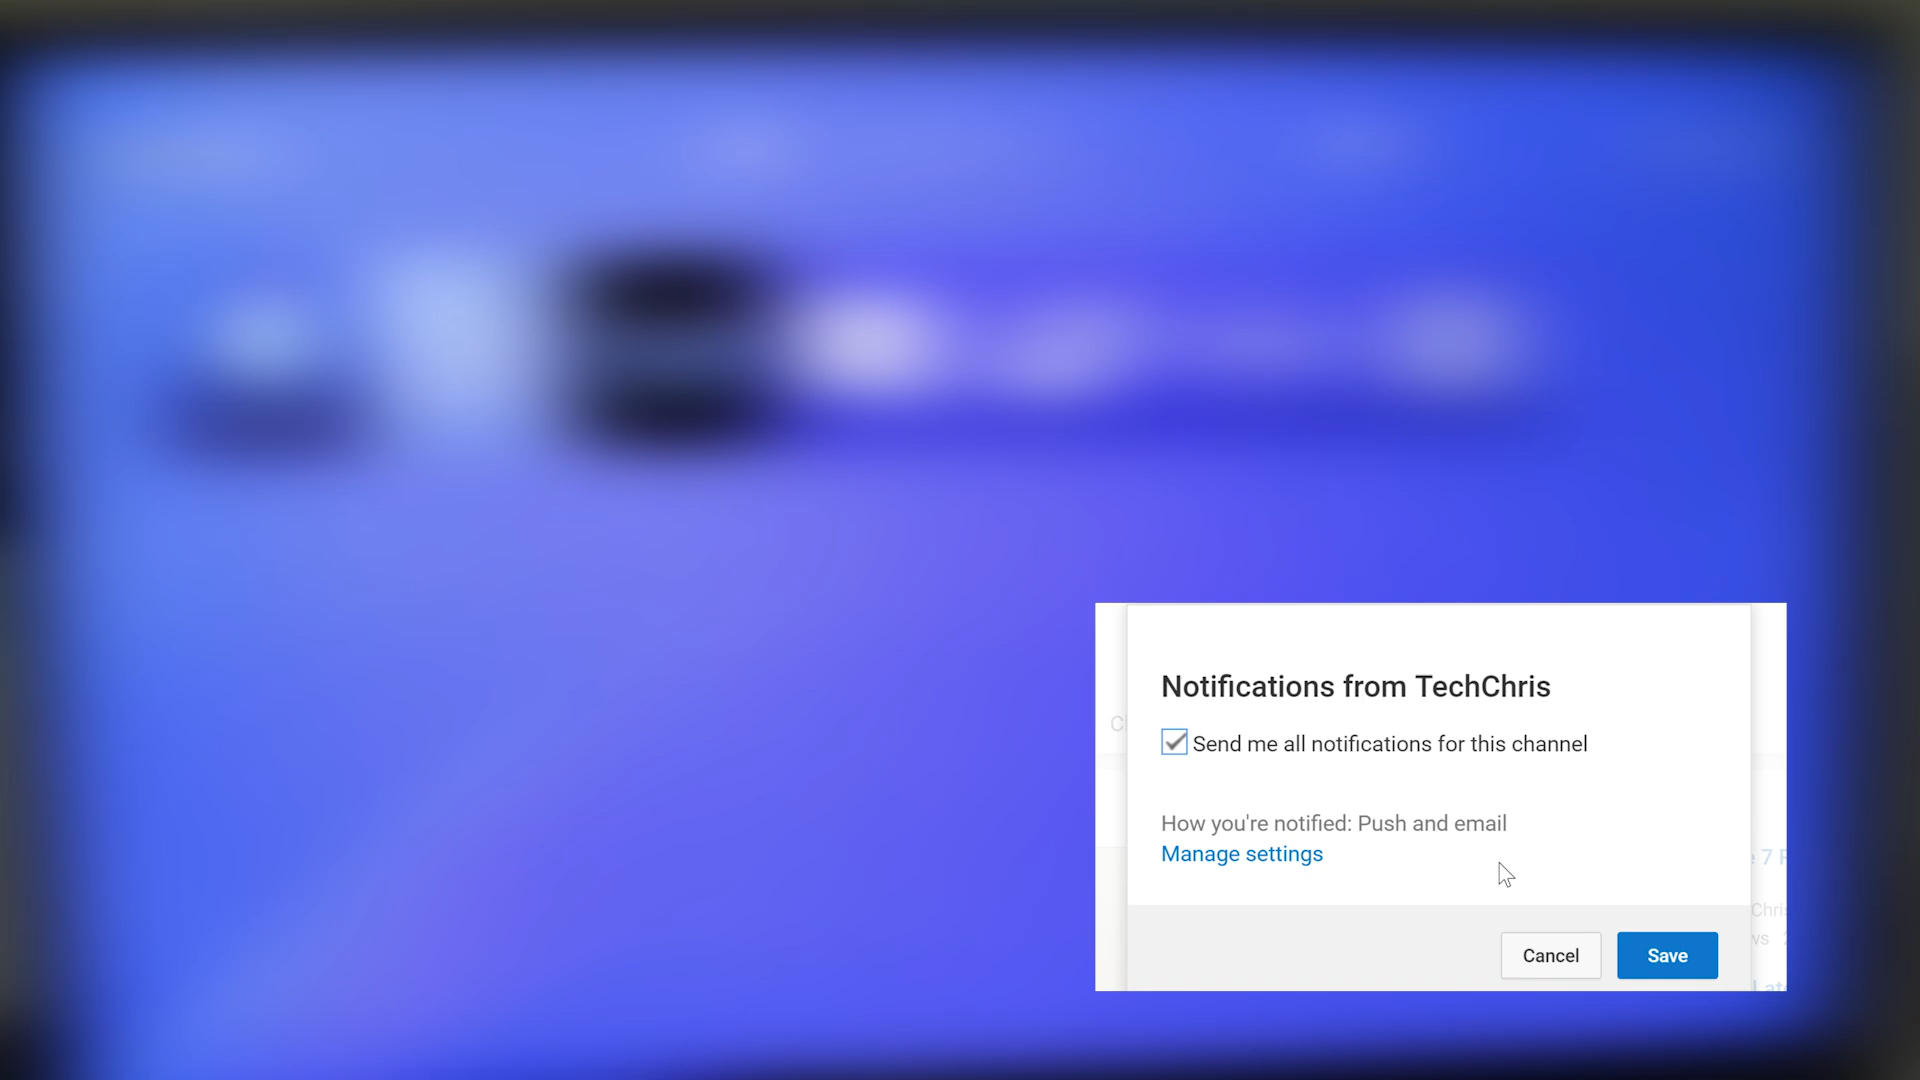 Notifications from TechChris
Send me all notifications for this channel
How you're notified: Push and email
Manage settings
Cancel
Save